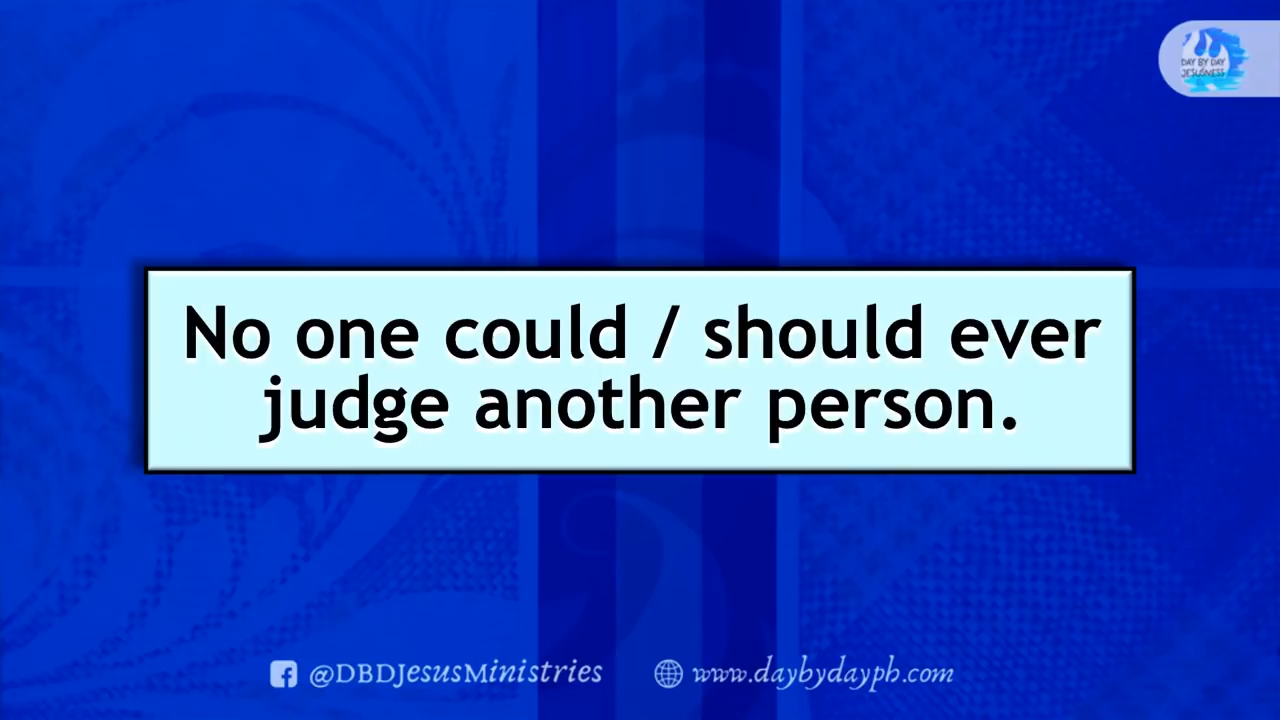 DAY BY DAY
JESUSNESS
No one could / should ever
judge another person.
@DBDJesusMinistries
www.daybydayph.com